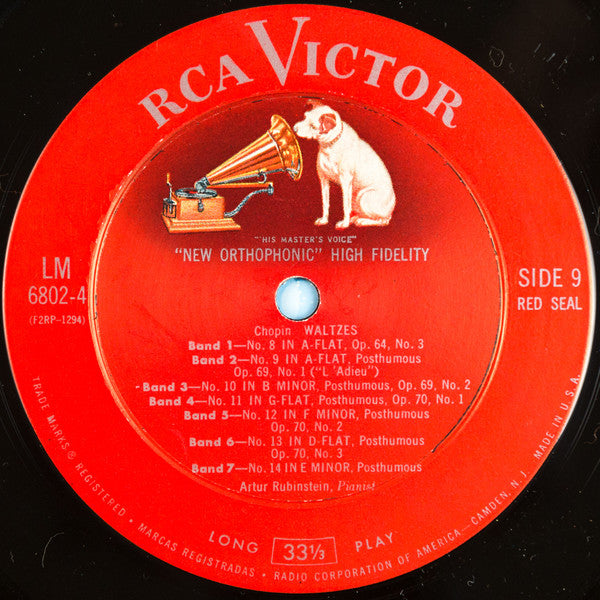 RCA VICTOR
"HIS MASTER'S VOICE"
"NEW ORTHOPHONIC" HIGH FIDELITY
LM
6802-4
(F2RP-1294)
SIDE 9
RED SEAL
Chopin WALTZES
Band 1—No. 8 IN A-FLAT, Op. 64, No. 3
Band 2—No. 9 IN A-FLAT, Posthumous
Op. 69, No. 1 ("L'Adieu")
Band 3—No. 10 IN B MINOR, Posthumous, Op. 69, No. 2
Band 4—No. 11 IN G-FLAT, Posthumous, Op. 70, No. 1
Band 5—No. 12 IN F MINOR, Posthumous
Op. 70, No. 2
Band 6—No. 13 IN D-FLAT, Posthumous
Op. 70, No. 3
Band 7—No. 14 IN E MINOR, Posthumous
Artur Rubinstein, Pianist
LONG 33⅓ PLAY
TRADE MARKS ® REGISTERED • MARCAS REGISTRADAS • RADIO CORPORATION OF AMERICA—CAMDEN, N. J. MADE IN U.S.A.